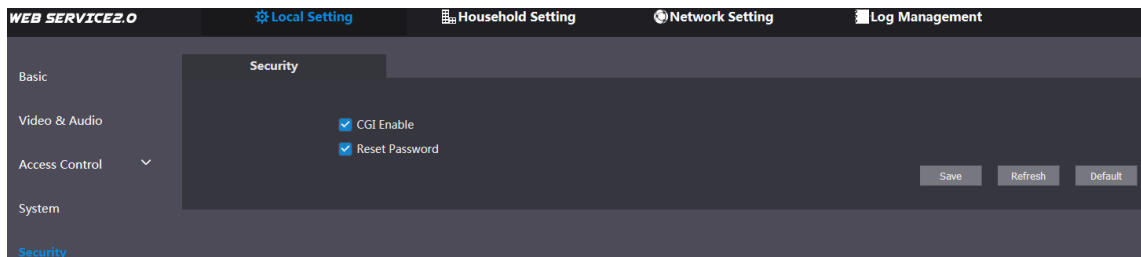 WEB SERVICE2.0 Local Setting Household Setting Network Setting Log Management
Security
Basic
Video & Audio
CGI Enable
Reset Password
Access Control
Save Refresh Default
System
Security